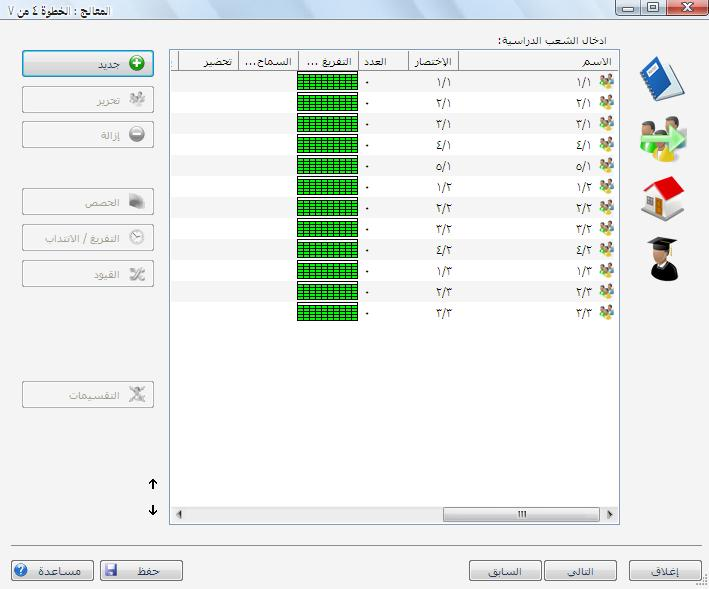 المعالج : الخطوة ٤ من ٧
ادخال الشعب الدراسية:
الاسم الإختصار العدد التفريغ ... السماح... تحضير
١/١ ١/١ ٠
٢/١ ٢/١ ٠
٣/١ ٣/١ ٠
٤/١ ٤/١ ٠
٥/١ ٥/١ ٠
١/٢ ١/٢ ٠
٢/٢ ٢/٢ ٠
٣/٢ ٣/٢ ٠
٤/٢ ٤/٢ ٠
١/٣ ١/٣ ٠
٢/٣ ٢/٣ ٠
٣/٣ ٣/٣ ٠
جديد
تحرير
إزالة
الحصص
التفريغ / الانتداب
القيود
التقسيمات
إغلاق
التالي
السابق
حفظ
مساعدة